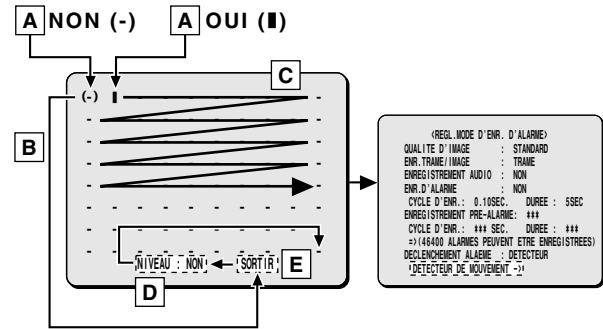 A NON (-) A OUI (▮)
C
(-) ▮ - - - - - - -
B
NIVEAU : NON SORTIR E
D
<REGL.MODE D'ENR. D'ALARME>
QUALITE D'IMAGE : STANDARD
ENR.TRAME/IMAGE : TRAME
ENREGISTREMENT AUDIO : NON
ENR.D'ALARME : NON
CYCLE D'ENR.: 0.10SEC. DUREE : 5SEC
ENREGISTREMENT PRE-ALARME: ***
CYCLE D'ENR.: *** SEC. DUREE : ***
=>(46400 ALARMES PEUVENT ETRE ENREGISTREES)
DECLENCHEMENT ALAEME : DETECTEUR
DETECTEUR DE MOUVEMENT ->